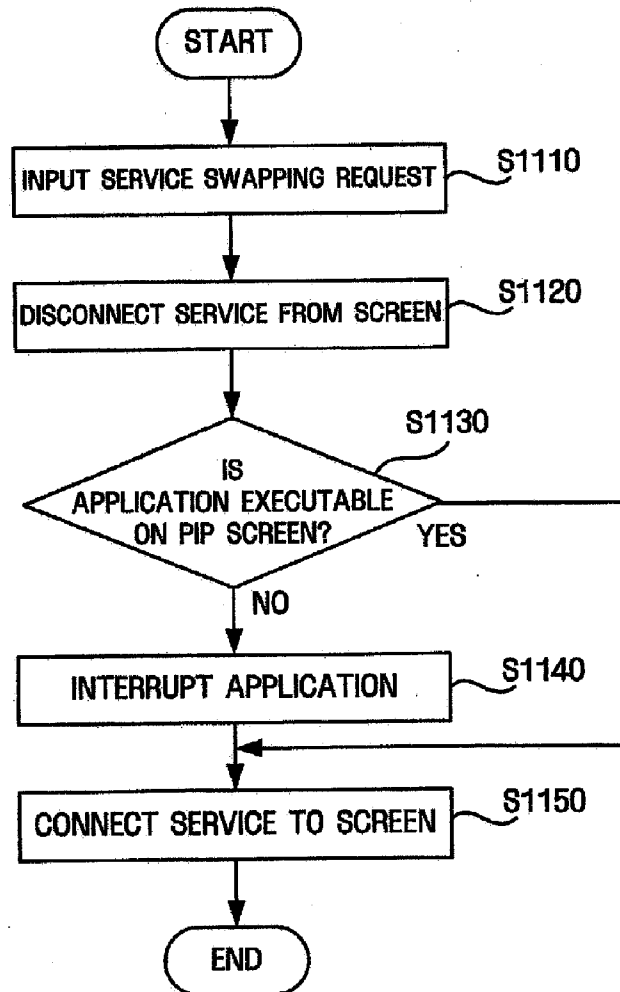 START
INPUT SERVICE SWAPPING REQUEST
S1110
DISCONNECT SERVICE FROM SCREEN
S1120
S1130
IS
APPLICATION EXECUTABLE
ON PIP SCREEN?
YES
NO
INTERRUPT APPLICATION
S1140
CONNECT SERVICE TO SCREEN
S1150
END